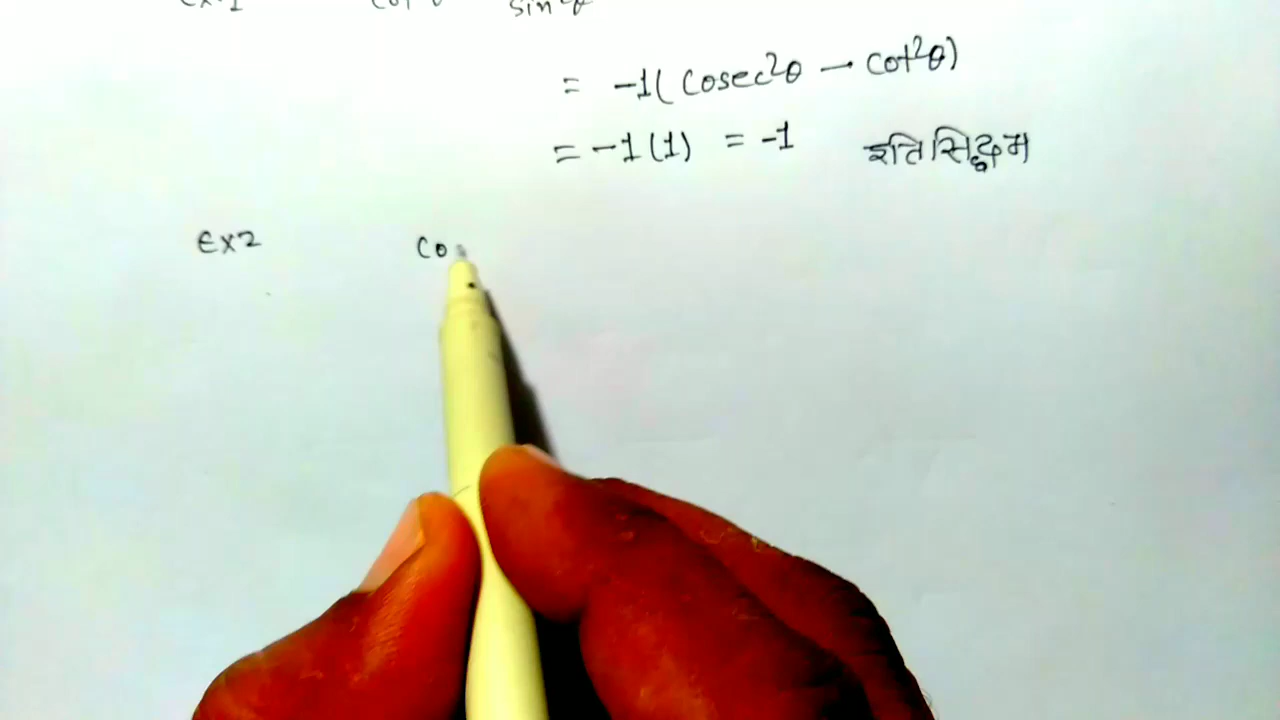 = -1(Cosec²θ - Cot²θ)
= -1(1) = -1 इतिसिद्धम
Ex2 Co